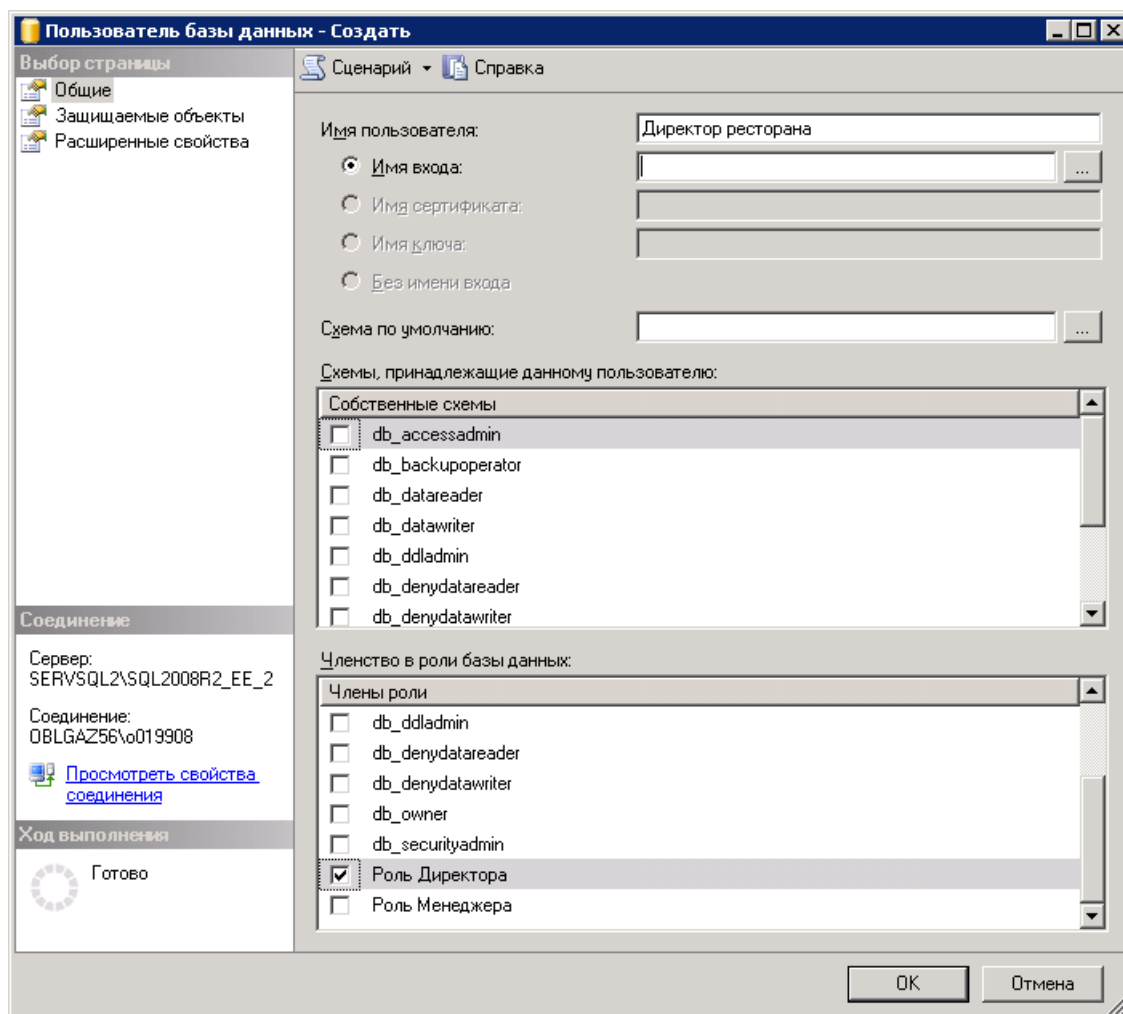 Пользователь базы данных - Создать
Выбор страницы
Общие
Защищаемые объекты
Расширенные свойства
Сценарий
Справка
Имя пользователя:
Директор ресторана
Имя входа:
...
Имя сертификата:
Имя ключа:
Без имени входа
Схема по умолчанию:
...
Схемы, принадлежащие данному пользователю:
Собственные схемы
db_accessadmin
db_backupoperator
db_datareader
db_datawriter
db_ddladmin
db_denydatareader
db_denydatawriter
Членство в роли базы данных:
Члены роли
db_ddladmin
db_denydatareader
db_denydatawriter
db_owner
db_securityadmin
Роль Директора
Роль Менеджера
Соединение
Сервер:
SERVSQL2\SQL2008R2_EE_2
Соединение:
OBLGAZ56\o019908
Просмотреть свойства
соединения
Ход выполнения
Готово
OK
Отмена